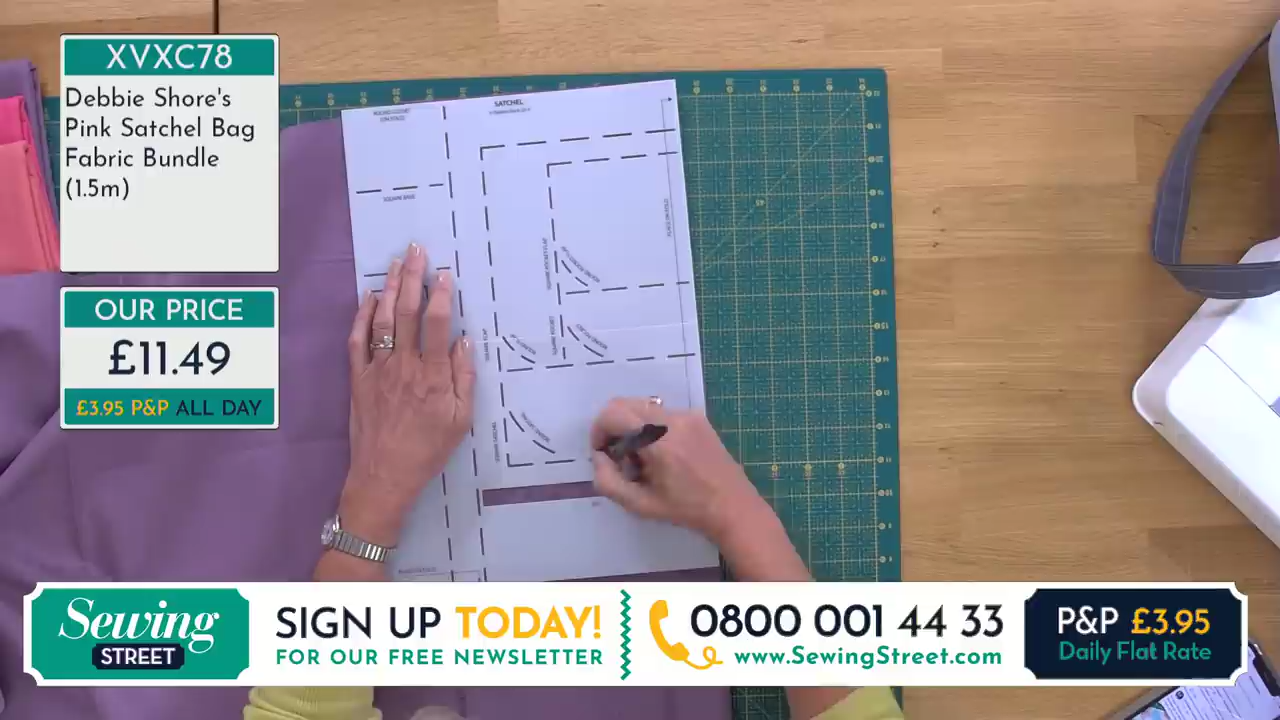 XVXC78
Debbie Shore's
Pink Satchel Bag
Fabric Bundle
(1.5m)
OUR PRICE
£11.49
£3.95 P&P ALL DAY
SATCHEL
SQUARE BASE
Sewing
STREET
SIGN UP TODAY!
FOR OUR FREE NEWSLETTER
0800 001 44 33
www.SewingStreet.com
P&P £3.95
Daily Flat Rate